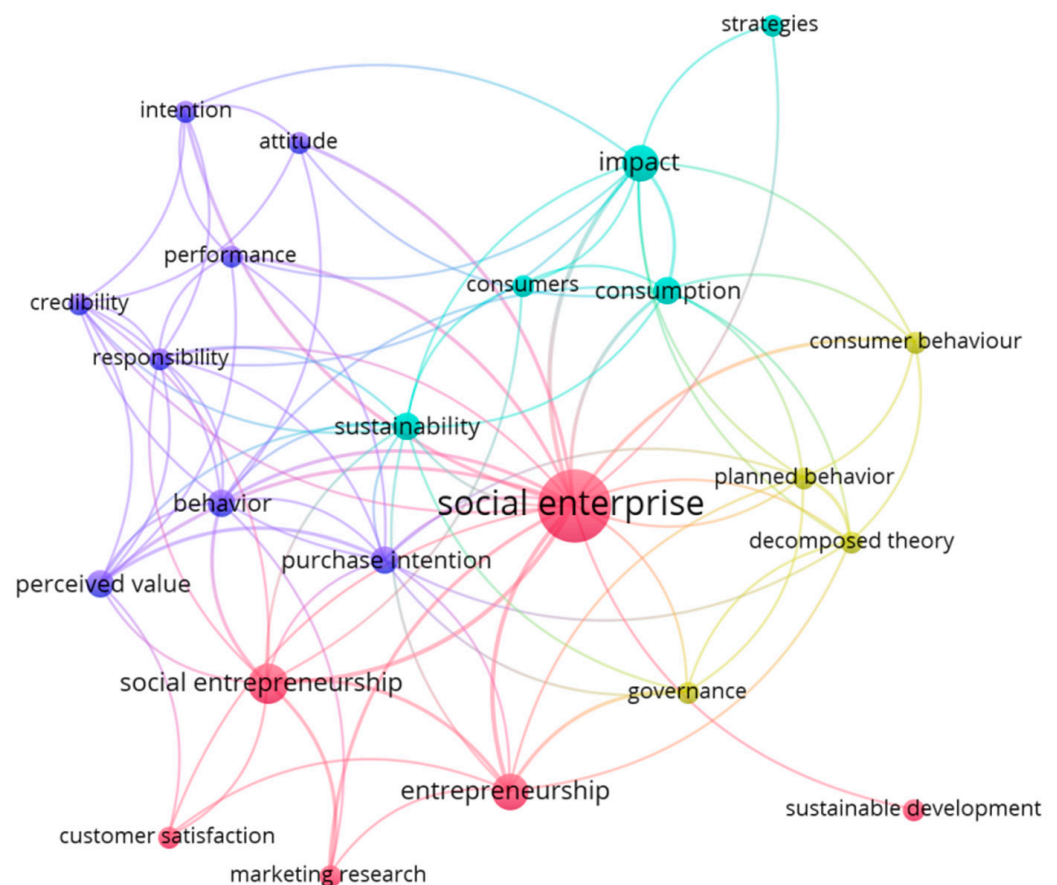 strategies
intention
attitude
impact
performance
consumers
consumption
credibility
consumer behaviour
responsibility
sustainability
planned behavior
social enterprise
behavior
decomposed theory
purchase intention
perceived value
social entrepreneurship
governance
entrepreneurship
sustainable development
customer satisfaction
marketing research